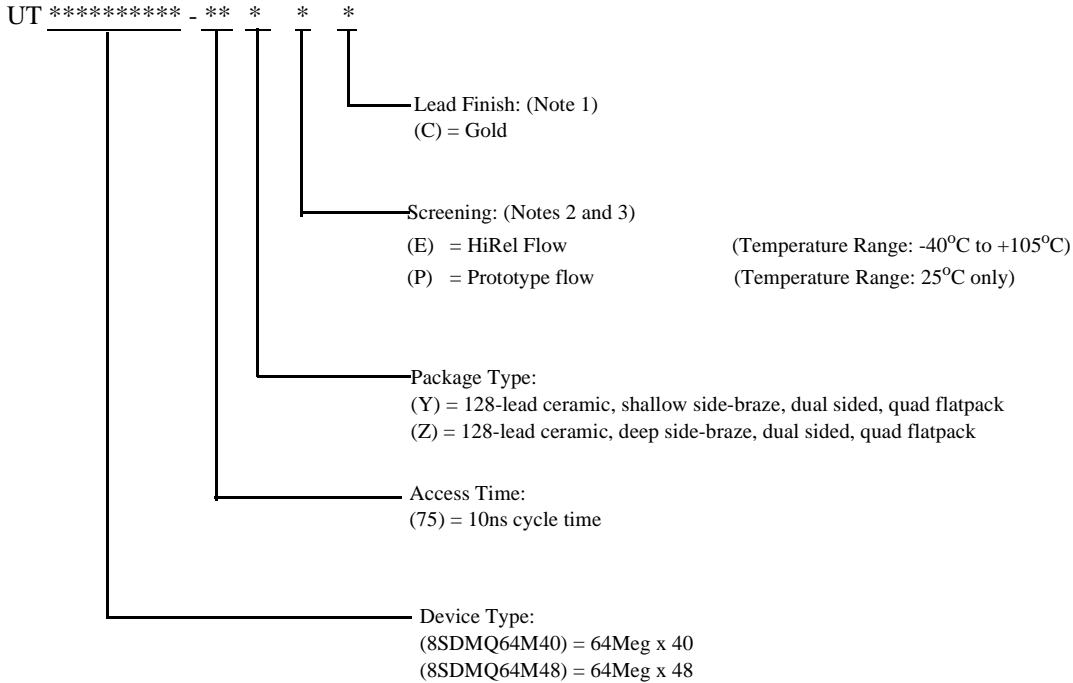 UT ********** - ** * * *
Lead Finish: (Note 1)
(C) = Gold
Screening: (Notes 2 and 3)
(E) = HiRel Flow (Temperature Range: -40°C to +105°C)
(P) = Prototype flow (Temperature Range: 25°C only)
Package Type:
(Y) = 128-lead ceramic, shallow side-braze, dual sided, quad flatpack
(Z) = 128-lead ceramic, deep side-braze, dual sided, quad flatpack
Access Time:
(75) = 10ns cycle time
Device Type:
(8SDMQ64M40) = 64Meg x 40
(8SDMQ64M48) = 64Meg x 48